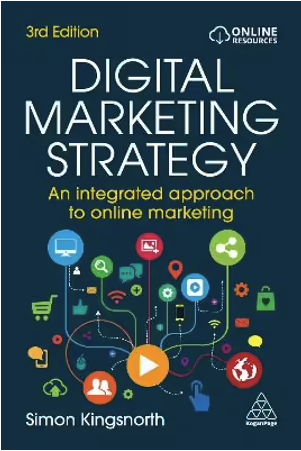 3rd Edition
ONLINE
RESOURCES
DIGITAL
MARKETING
STRATEGY
An integrated approach
to online marketing
Simon Kingsnorth
KoganPage